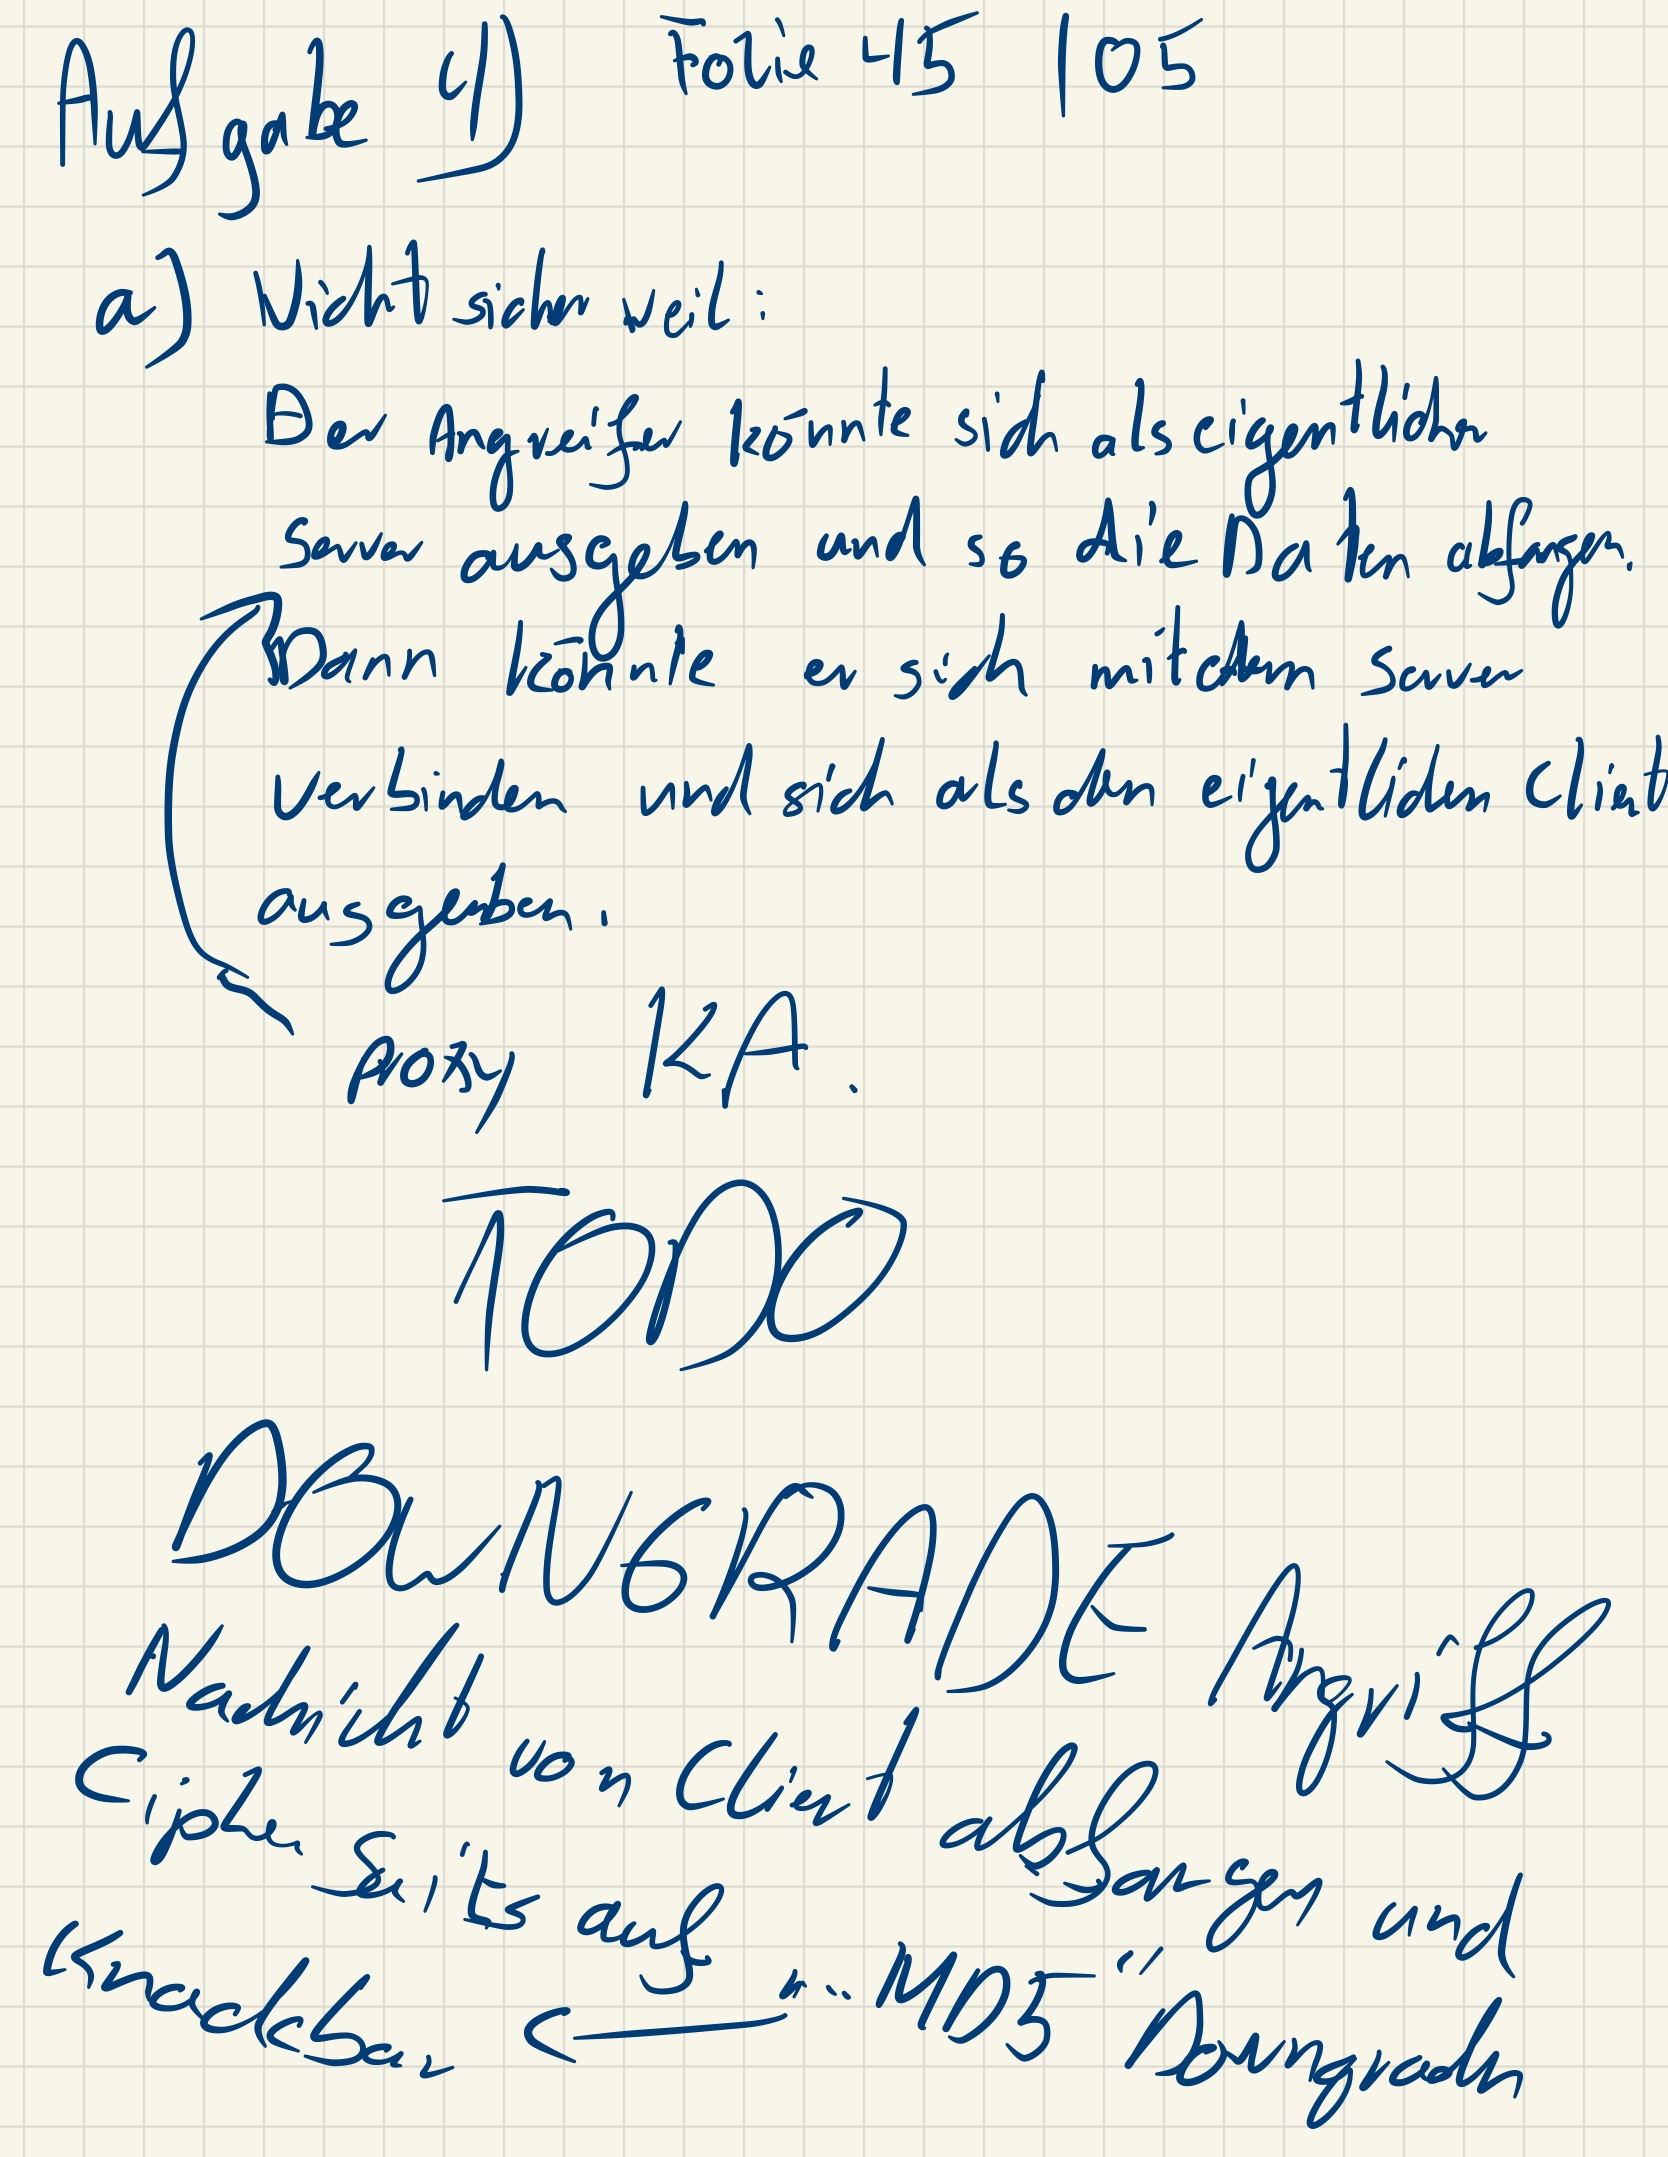 Aufgabe 4) Folie 45 / 105
a) Nicht sicher weil:
Der Angreifer könnte sich als eigentlicher
Server ausgeben und so die Daten abfangen.
Dann könnte er sich mit dem Server
verbinden und sich als den eigentlichen Client
ausgeben.
proxy KA.
TODO
DOWNGRADE Angriff
Nachricht von Client abfangen und
Cipher Suits auf "...MD5" Downgraden
Knackbar